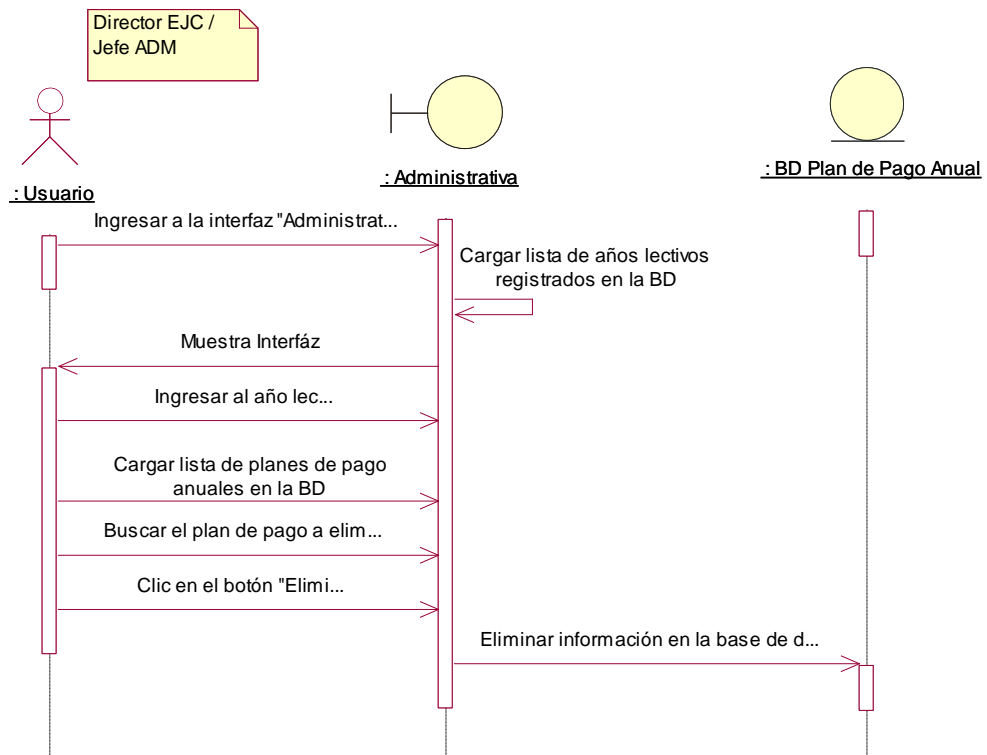 Director EJC /
Jefe ADM
: Usuario
: Administrativa
: BD Plan de Pago Anual
Ingresar a la interfaz "Administrat...
Cargar lista de años lectivos
registrados en la BD
Muestra Interfáz
Ingresar al año lec...
Cargar lista de planes de pago
anuales en la BD
Buscar el plan de pago a elim...
Clic en el botón "Elimi...
Eliminar información en la base de d...